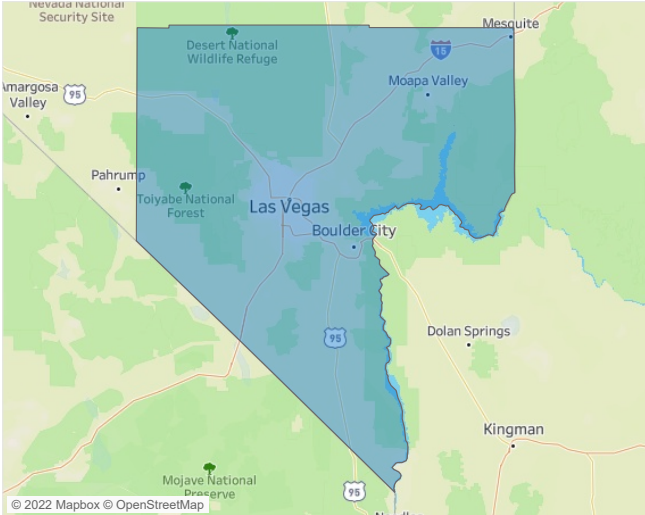 Nevada National
Security Site
Mesquite
Desert National
Wildlife Refuge
15
Moapa Valley
Amargosa
Valley
95
Pahrump
Toiyabe National
Forest
Las Vegas
Boulder City
95
Dolan Springs
Kingman
Mojave National
Preserve
95
© 2022 Mapbox © OpenStreetMap